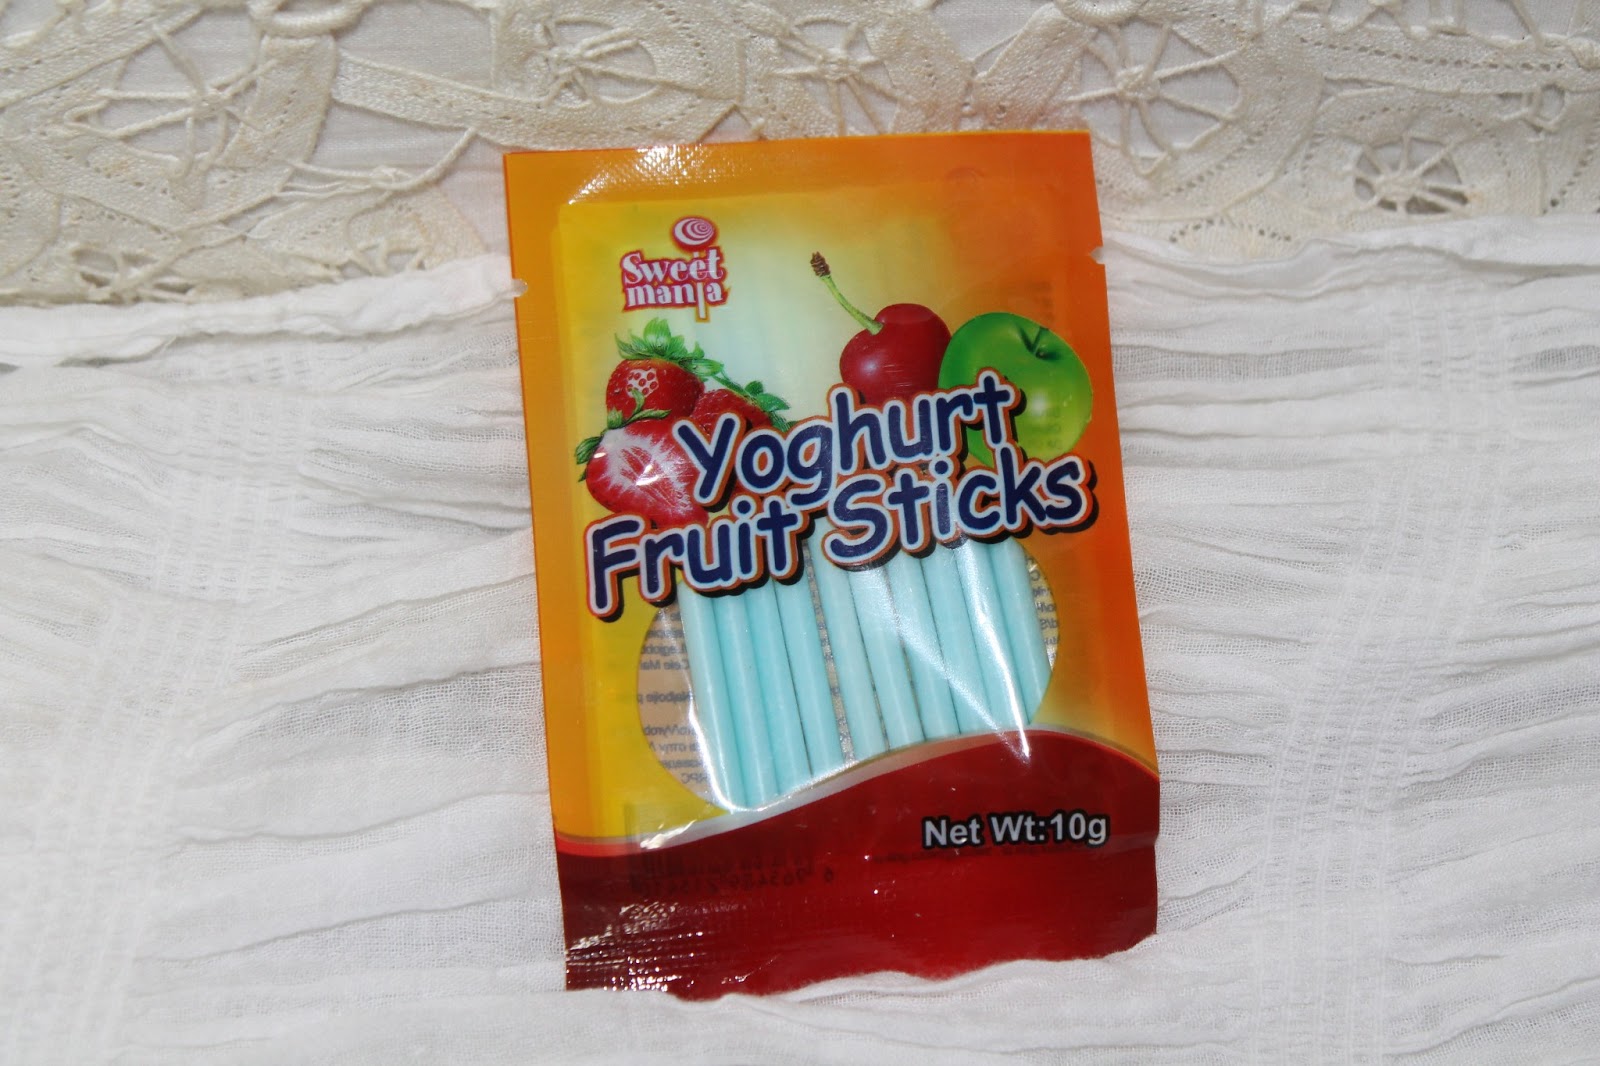 Sweet
mania
Yoghurt
Fruit Sticks
Net Wt:10g